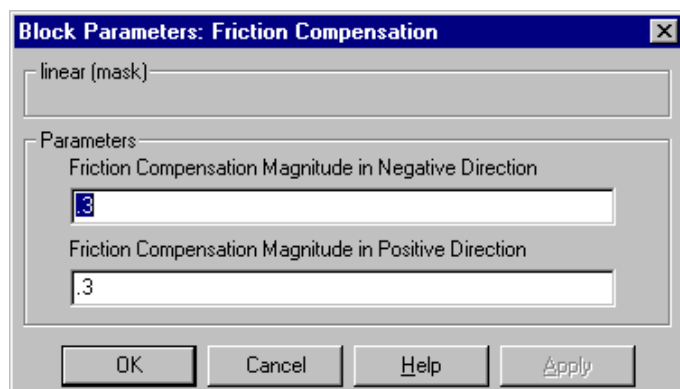 Block Parameters: Friction Compensation
linear (mask)
Parameters
Friction Compensation Magnitude in Negative Direction
.3
Friction Compensation Magnitude in Positive Direction
.3
OK Cancel Help Apply